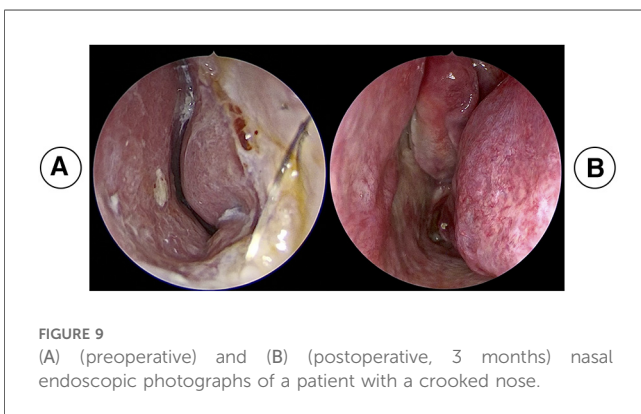 A
B
FIGURE 9
(A) (preoperative) and (B) (postoperative, 3 months) nasal
endoscopic photographs of a patient with a crooked nose.